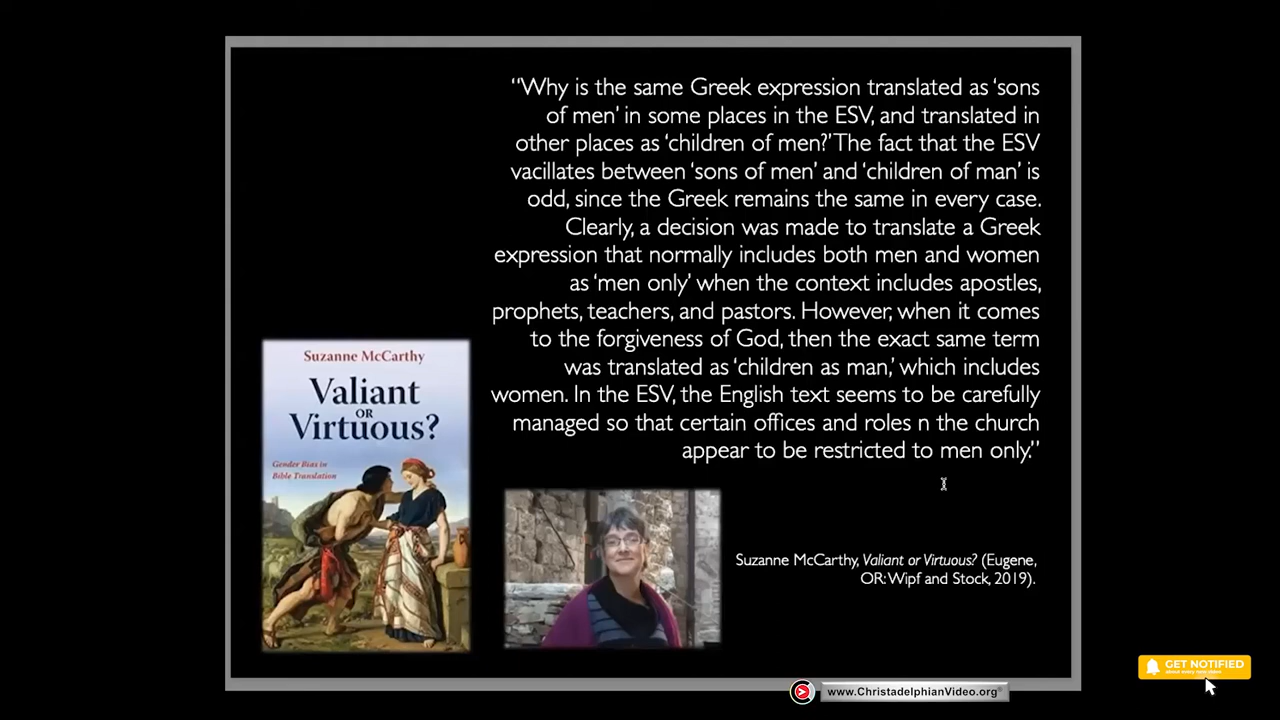 “Why is the same Greek expression translated as ‘sons
of men’ in some places in the ESV, and translated in
other places as ‘children of men?’ The fact that the ESV
vacillates between ‘sons of men’ and ‘children of man’ is
odd, since the Greek remains the same in every case.
Clearly, a decision was made to translate a Greek
expression that normally includes both men and women
as ‘men only’ when the context includes apostles,
prophets, teachers, and pastors. However, when it comes
to the forgiveness of God, then the exact same term
was translated as ‘children as man,’ which includes
women. In the ESV, the English text seems to be carefully
managed so that certain offices and roles n the church
appear to be restricted to men only.”
Suzanne McCarthy
Valiant
OR
Virtuous?
Gender Bias in
Bible Translation
Suzanne McCarthy, Valiant or Virtuous? (Eugene,
OR: Wipf and Stock, 2019).
GET NOTIFIED
about every new video
www.ChristadelphianVideo.org